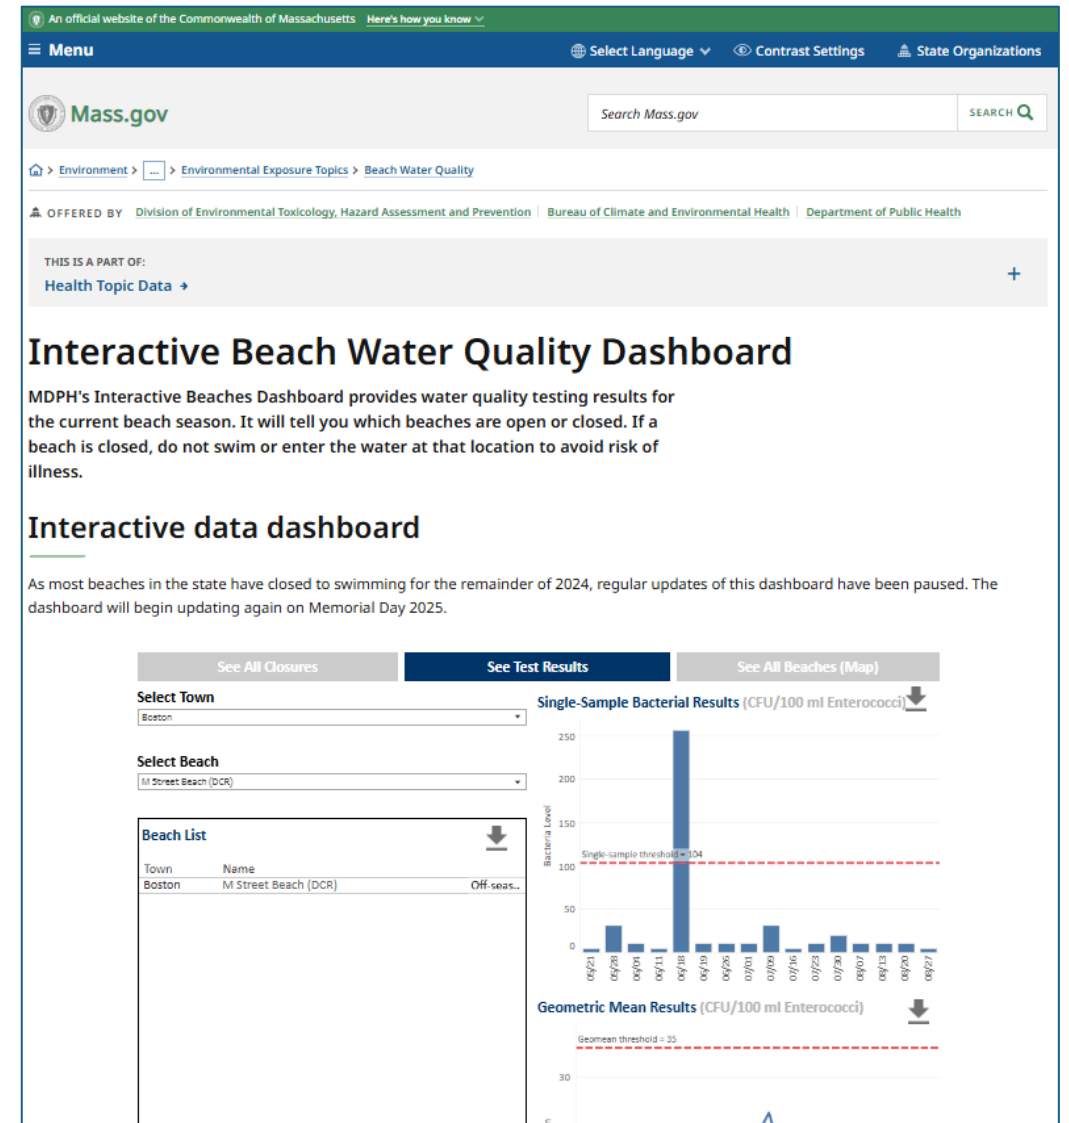 An official website of the Commonwealth of Massachusetts Here's how you know
Menu
Select Language
Contrast Settings
State Organizations
Mass.gov
Search Mass.gov
SEARCH
Environment > ... > Environmental Exposure Topics > Beach Water Quality
OFFERED BY Division of Environmental Toxicology, Hazard Assessment and Prevention | Bureau of Climate and Environmental Health | Department of Public Health
THIS IS A PART OF:
Health Topic Data
Interactive Beach Water Quality Dashboard
MDPH's Interactive Beaches Dashboard provides water quality testing results for
the current beach season. It will tell you which beaches are open or closed. If a
beach is closed, do not swim or enter the water at that location to avoid risk of
illness.
Interactive data dashboard
As most beaches in the state have closed to swimming for the remainder of 2024, regular updates of this dashboard have been paused. The
dashboard will begin updating again on Memorial Day 2025.
See All Closures
See Test Results
See All Beaches (Map)
Select Town
Boston
Select Beach
M Street Beach (DCR)
Beach List
Town Name
Boston M Street Beach (DCR) Off-seas..
Single-Sample Bacterial Results (CFU/100 ml Enterococci)
Bacteria Level
250
200
150
Single-sample threshold = 104
100
50
0
05/21 05/28 06/04 06/11 06/18 06/19 06/26 07/01 07/09 07/16 07/23 07/30 08/07 08/13 08/20 08/27
Geometric Mean Results (CFU/100 ml Enterococci)
Geomean threshold = 35
30